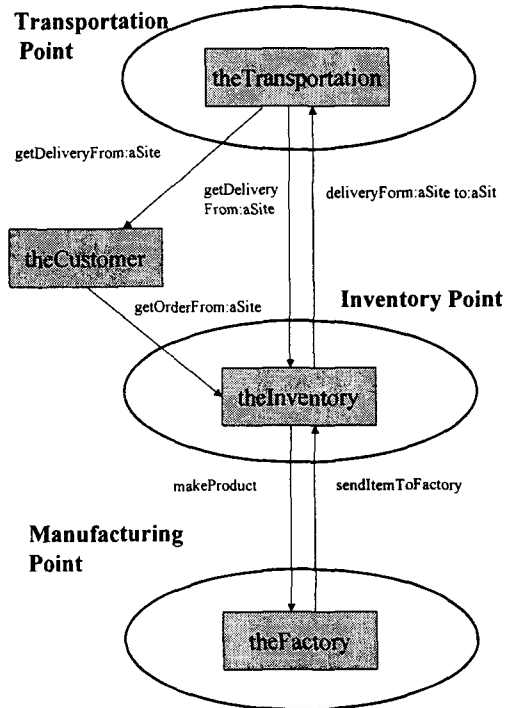 Transportation
Point
theTransportation
getDeliveryFrom:aSite
getDelivery
From:aSite
deliveryForm:aSite to:aSit
theCustomer
getOrderFrom:aSite
Inventory Point
theInventory
makeProduct
sendItemToFactory
Manufacturing
Point
theFactory